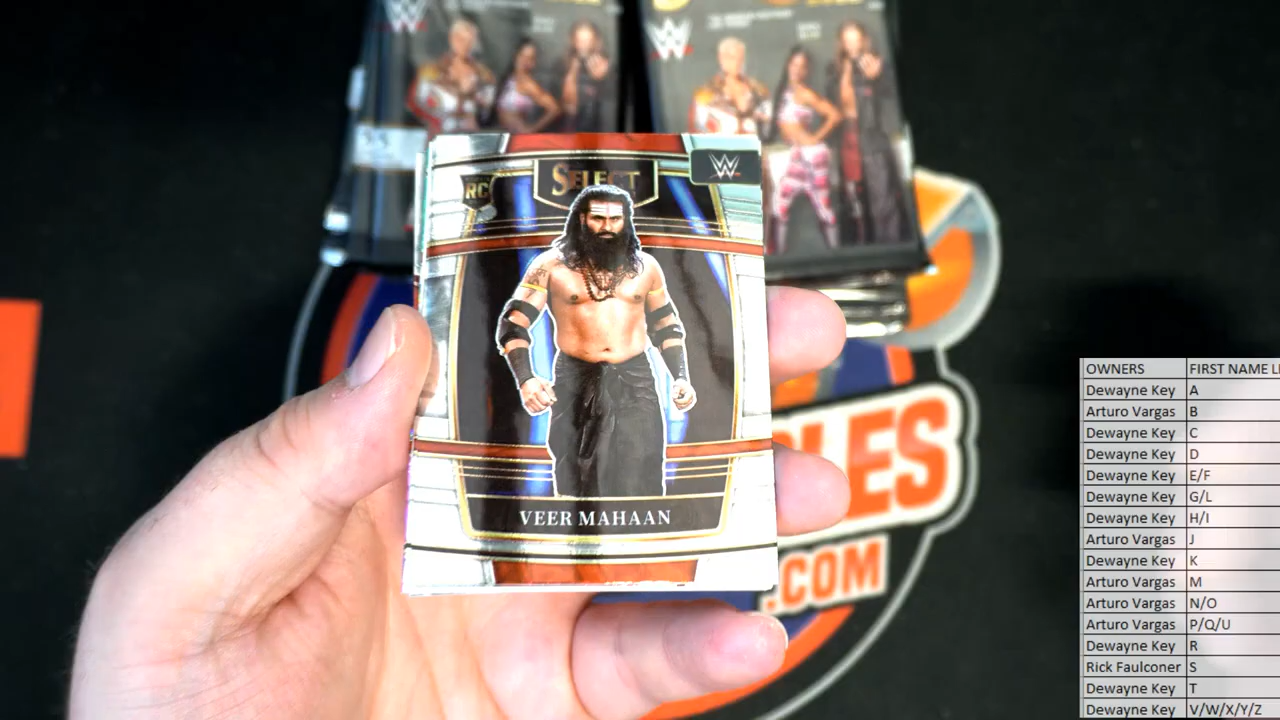 W
W
SELECT
W
RC
VEER MAHAAN
LES
.COM
OWNERS FIRST NAME
Dewayne Key A
Arturo Vargas B
Dewayne Key C
Dewayne Key D
Dewayne Key E/F
Dewayne Key G/L
Dewayne Key H/I
Arturo Vargas J
Dewayne Key K
Arturo Vargas M
Arturo Vargas N/O
Arturo Vargas P/Q/U
Dewayne Key R
Rick Faulconer S
Dewayne Key T
Dewayne Key V/W/X/Y/Z